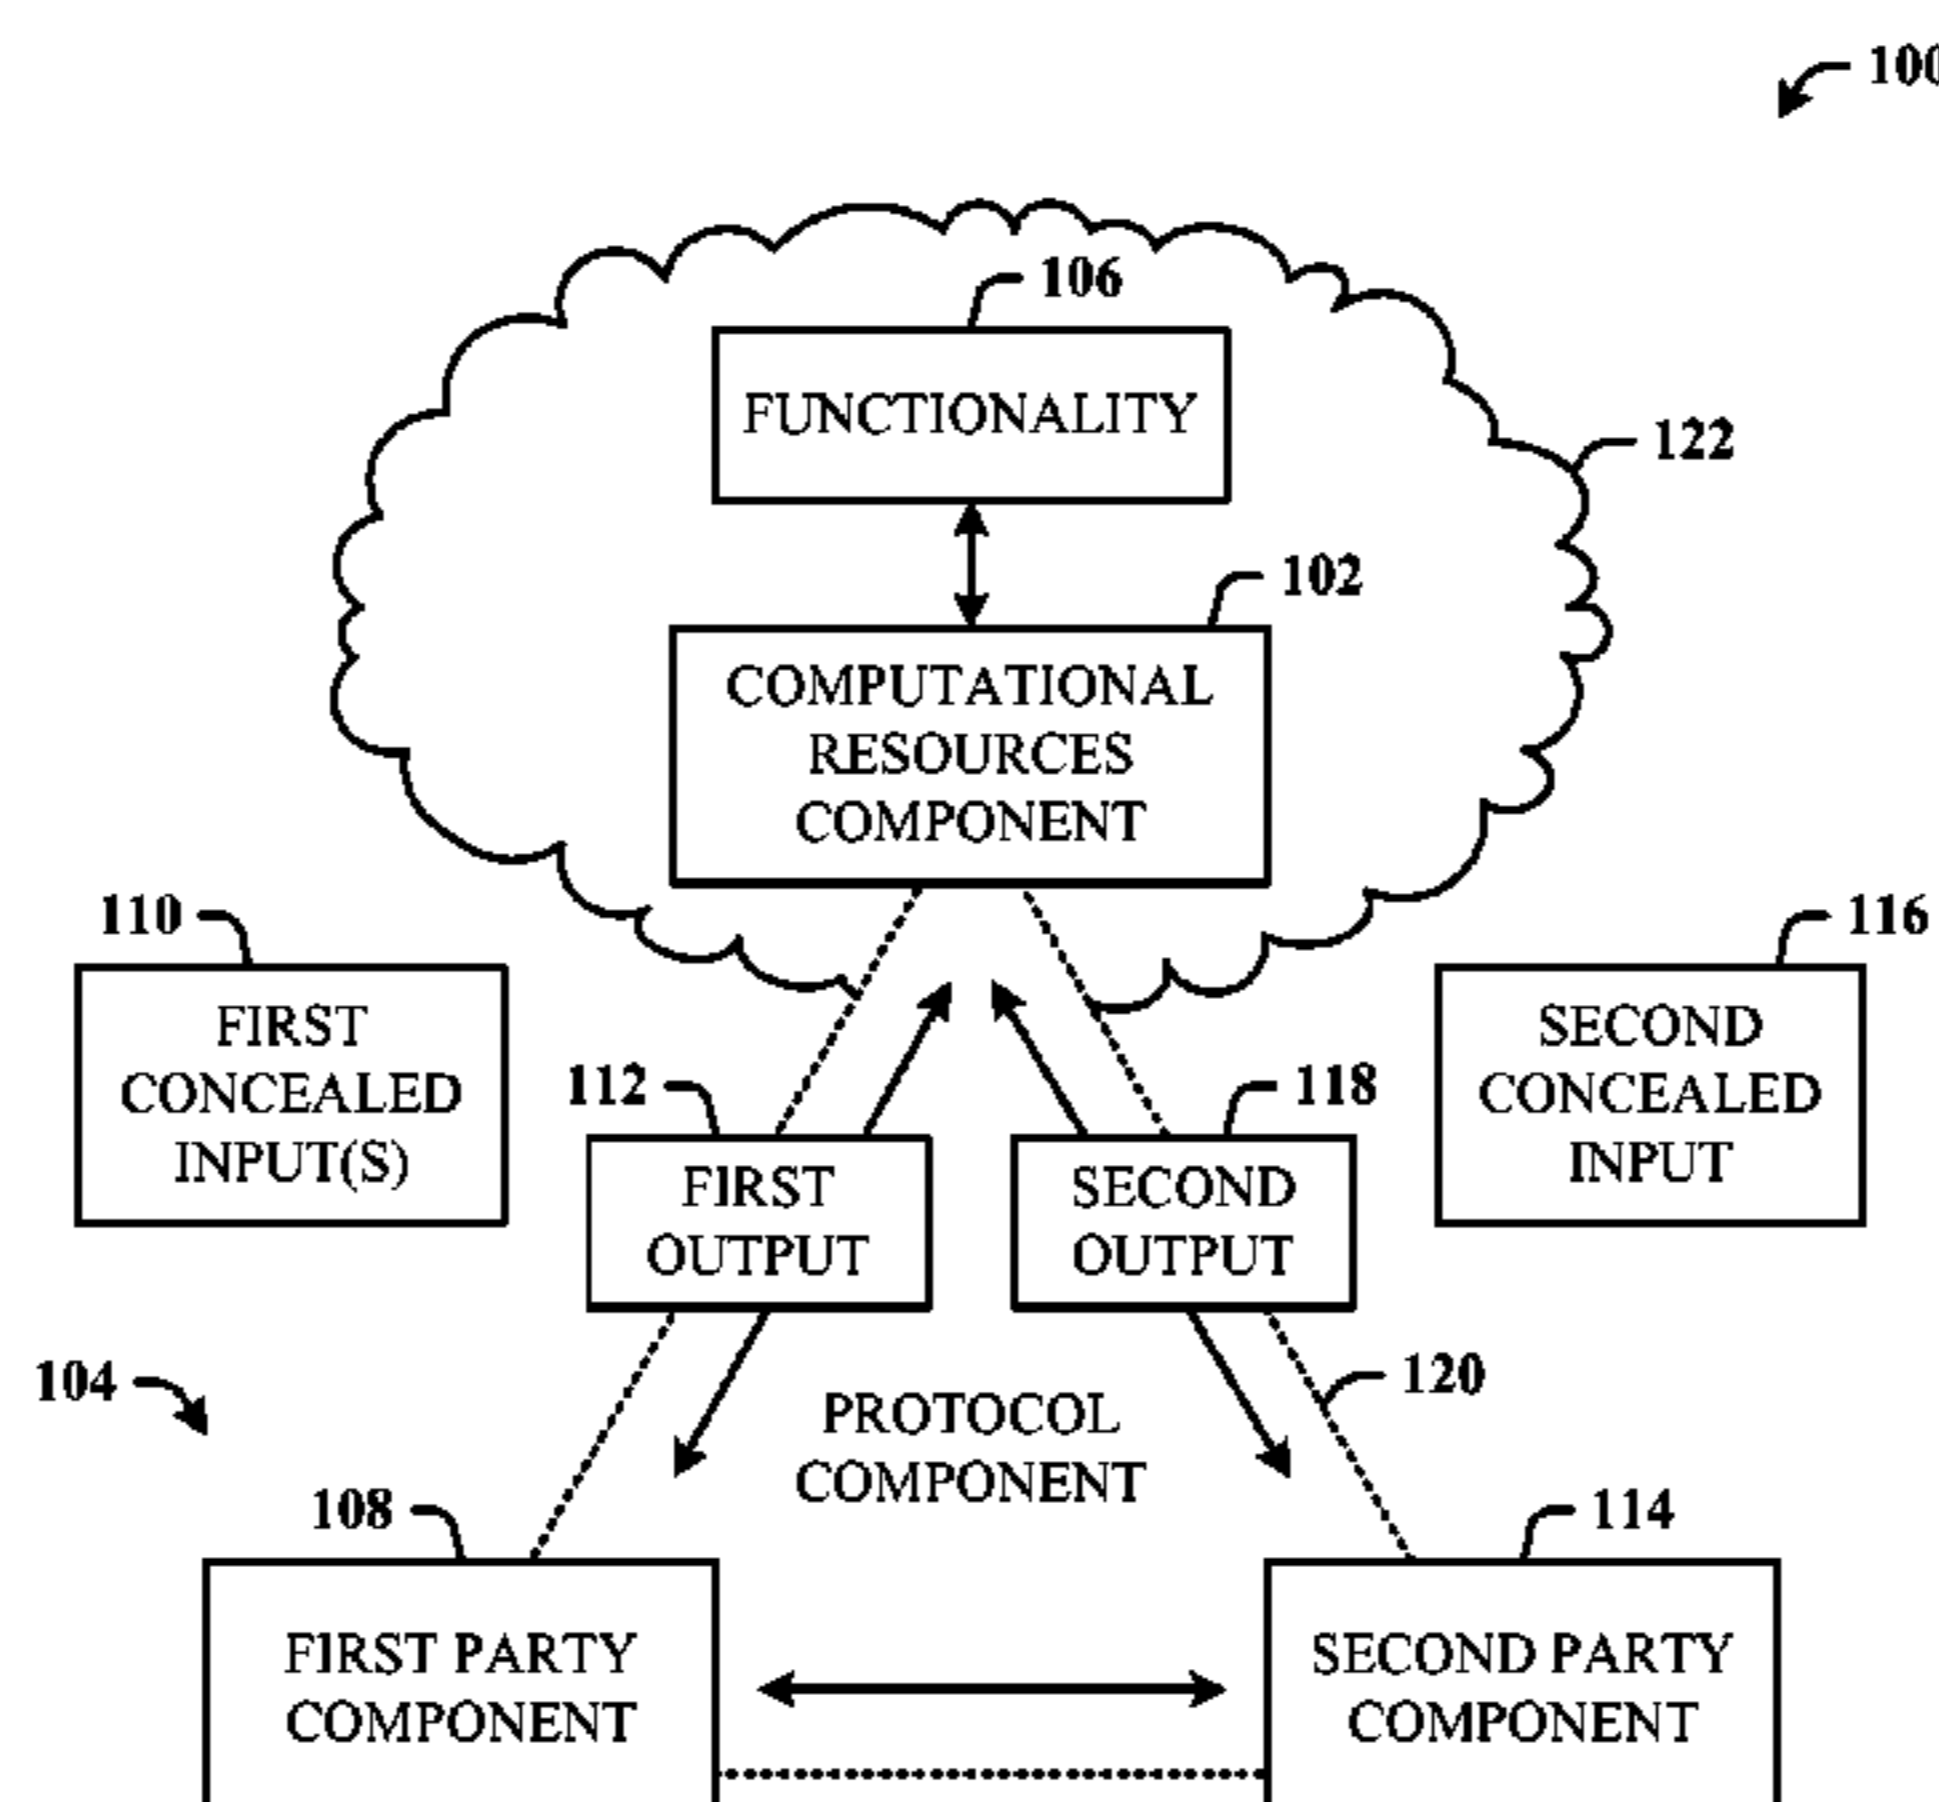 100
106
FUNCTIONALITY
122
102
COMPUTATIONAL
RESOURCES
COMPONENT
110
FIRST
CONCEALED
INPUT(S)
116
SECOND
CONCEALED
INPUT
112
FIRST
OUTPUT
118
SECOND
OUTPUT
104
120
PROTOCOL
COMPONENT
108
FIRST PARTY
COMPONENT
114
SECOND PARTY
COMPONENT